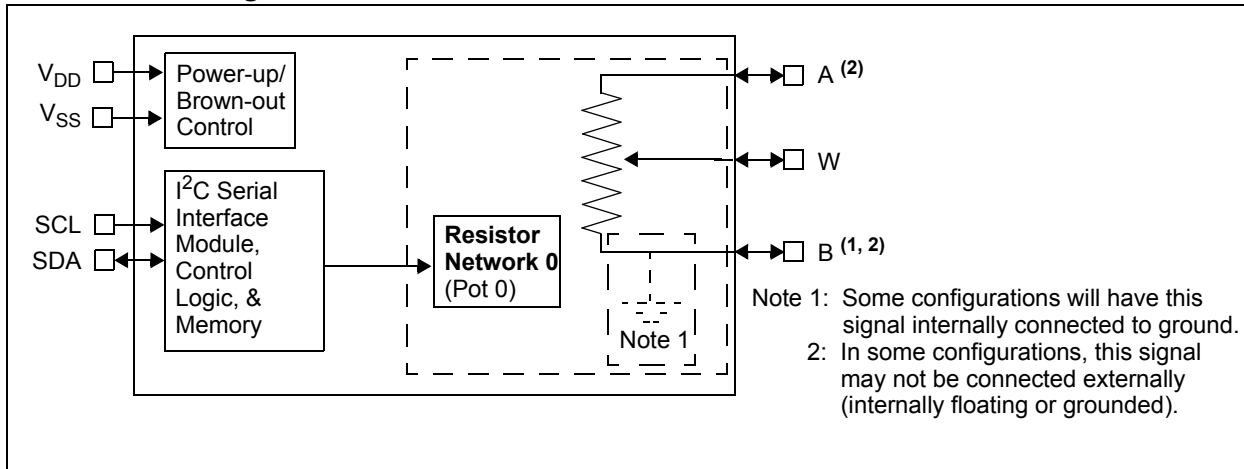 V_DD
V_SS
Power-up/
Brown-out
Control
SCL
SDA
I²C Serial
Interface
Module,
Control
Logic, &
Memory
Resistor
Network 0
(Pot 0)
A (2)
W
B (1, 2)
Note 1
Note 1: Some configurations will have this
signal internally connected to ground.
2: In some configurations, this signal
may not be connected externally
(internally floating or grounded).